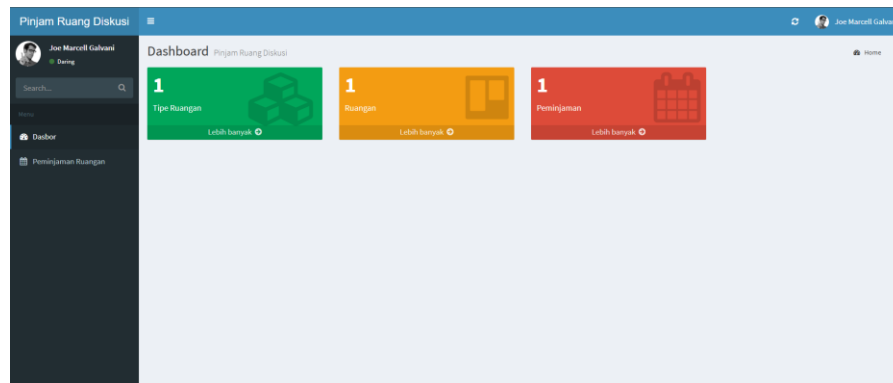 Pinjam Ruang Diskusi
Joe Marcell Galva
Joe Marcell Galvani
Daring
Search...
Menu
Dasbor
Peminjaman Ruangan
Dashboard Pinjam Ruang Diskusi
Home
1
Tipe Ruangan
Lebih banyak
1
Ruangan
Lebih banyak
1
Peminjaman
Lebih banyak